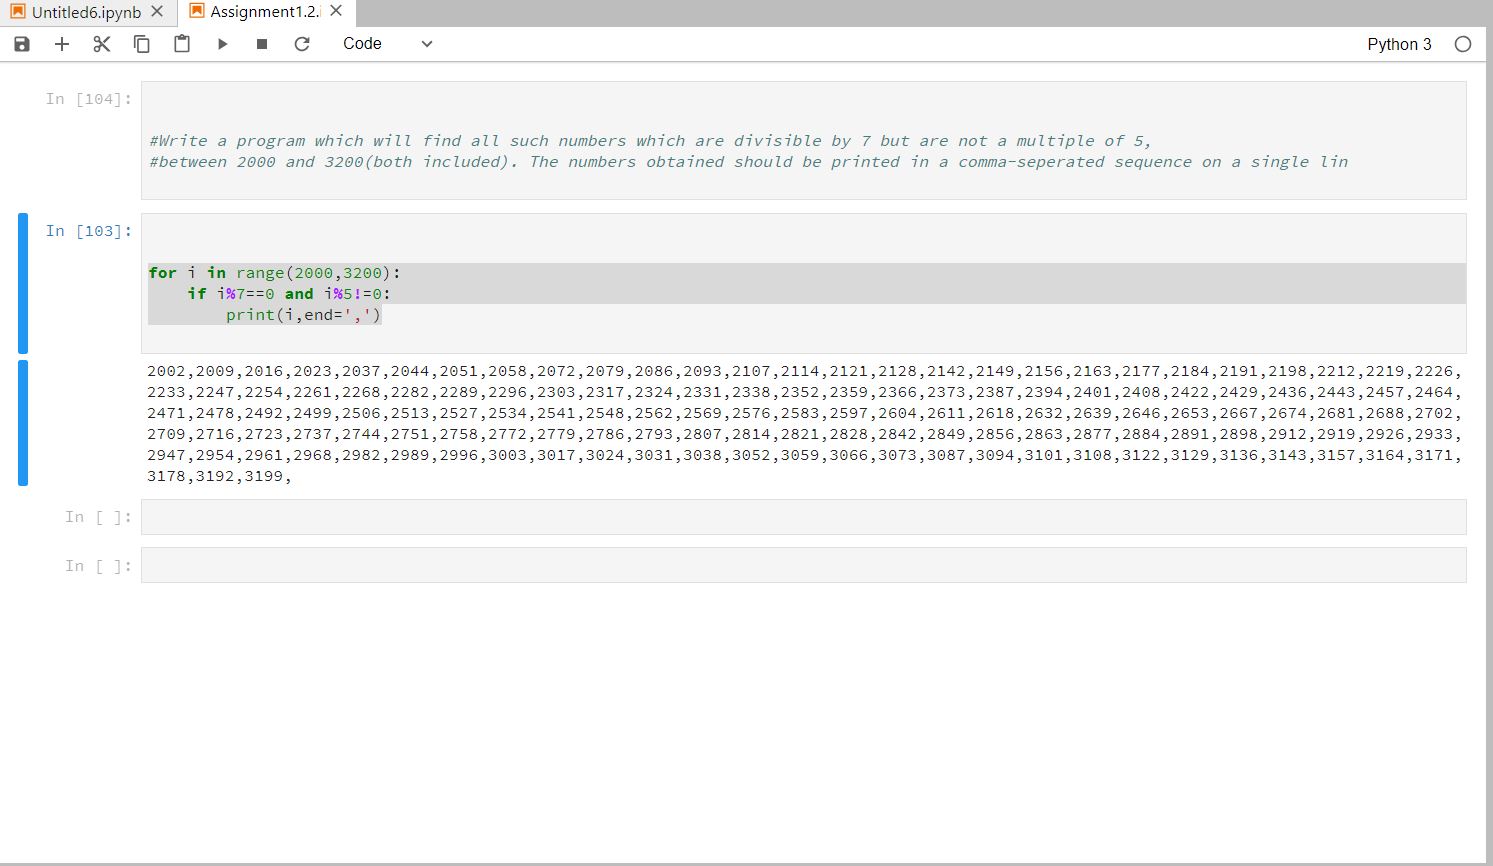 Untitled6.ipynb
Assignment1.2.i
Code
Python 3
In [104]:
#Write a program which will find all such numbers which are divisible by 7 but are not a multiple of 5,
#between 2000 and 3200(both included). The numbers obtained should be printed in a comma-seperated sequence on a single lin
In [103]:
for i in range(2000,3200):
    if i%7==0 and i%5!=0:
        print(i,end=',')
2002,2009,2016,2023,2037,2044,2051,2058,2072,2079,2086,2093,2107,2114,2121,2128,2142,2149,2156,2163,2177,2184,2191,2198,2212,2219,2226,
2233,2247,2254,2261,2268,2282,2289,2296,2303,2317,2324,2331,2338,2352,2359,2366,2373,2387,2394,2401,2408,2422,2429,2436,2443,2457,2464,
2471,2478,2492,2499,2506,2513,2527,2534,2541,2548,2562,2569,2576,2583,2597,2604,2611,2618,2632,2639,2646,2653,2667,2674,2681,2688,2702,
2709,2716,2723,2737,2744,2751,2758,2772,2779,2786,2793,2807,2814,2821,2828,2842,2849,2856,2863,2877,2884,2891,2898,2912,2919,2926,2933,
2947,2954,2961,2968,2982,2989,2996,3003,3017,3024,3031,3038,3052,3059,3066,3073,3087,3094,3101,3108,3122,3129,3136,3143,3157,3164,3171,
3178,3192,3199,
In [ ]:
In [ ]: